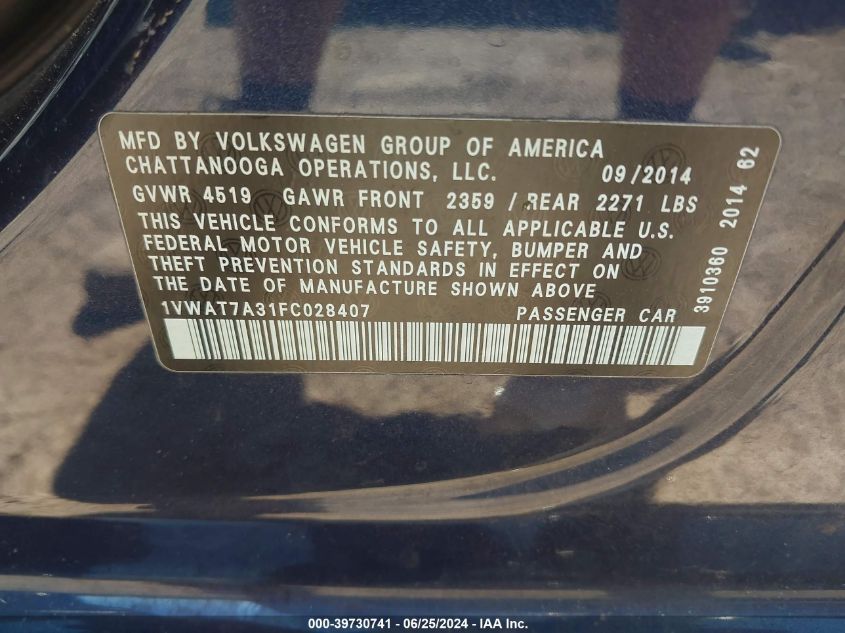 MFD BY VOLKSWAGEN GROUP OF AMERICA
CHATTANOOGA OPERATIONS, LLC. 09/2014
GVWR 4519 GAWR FRONT 2359 / REAR 2271 LBS
THIS VEHICLE CONFORMS TO ALL APPLICABLE U.S.
FEDERAL MOTOR VEHICLE SAFETY, BUMPER AND
THEFT PREVENTION STANDARDS IN EFFECT ON
THE DATE OF MANUFACTURE SHOWN ABOVE
1VWAT7A31FC028407 PASSENGER CAR
3910360 2014 62
000-39730741 - 06/25/2024 - IAA Inc.